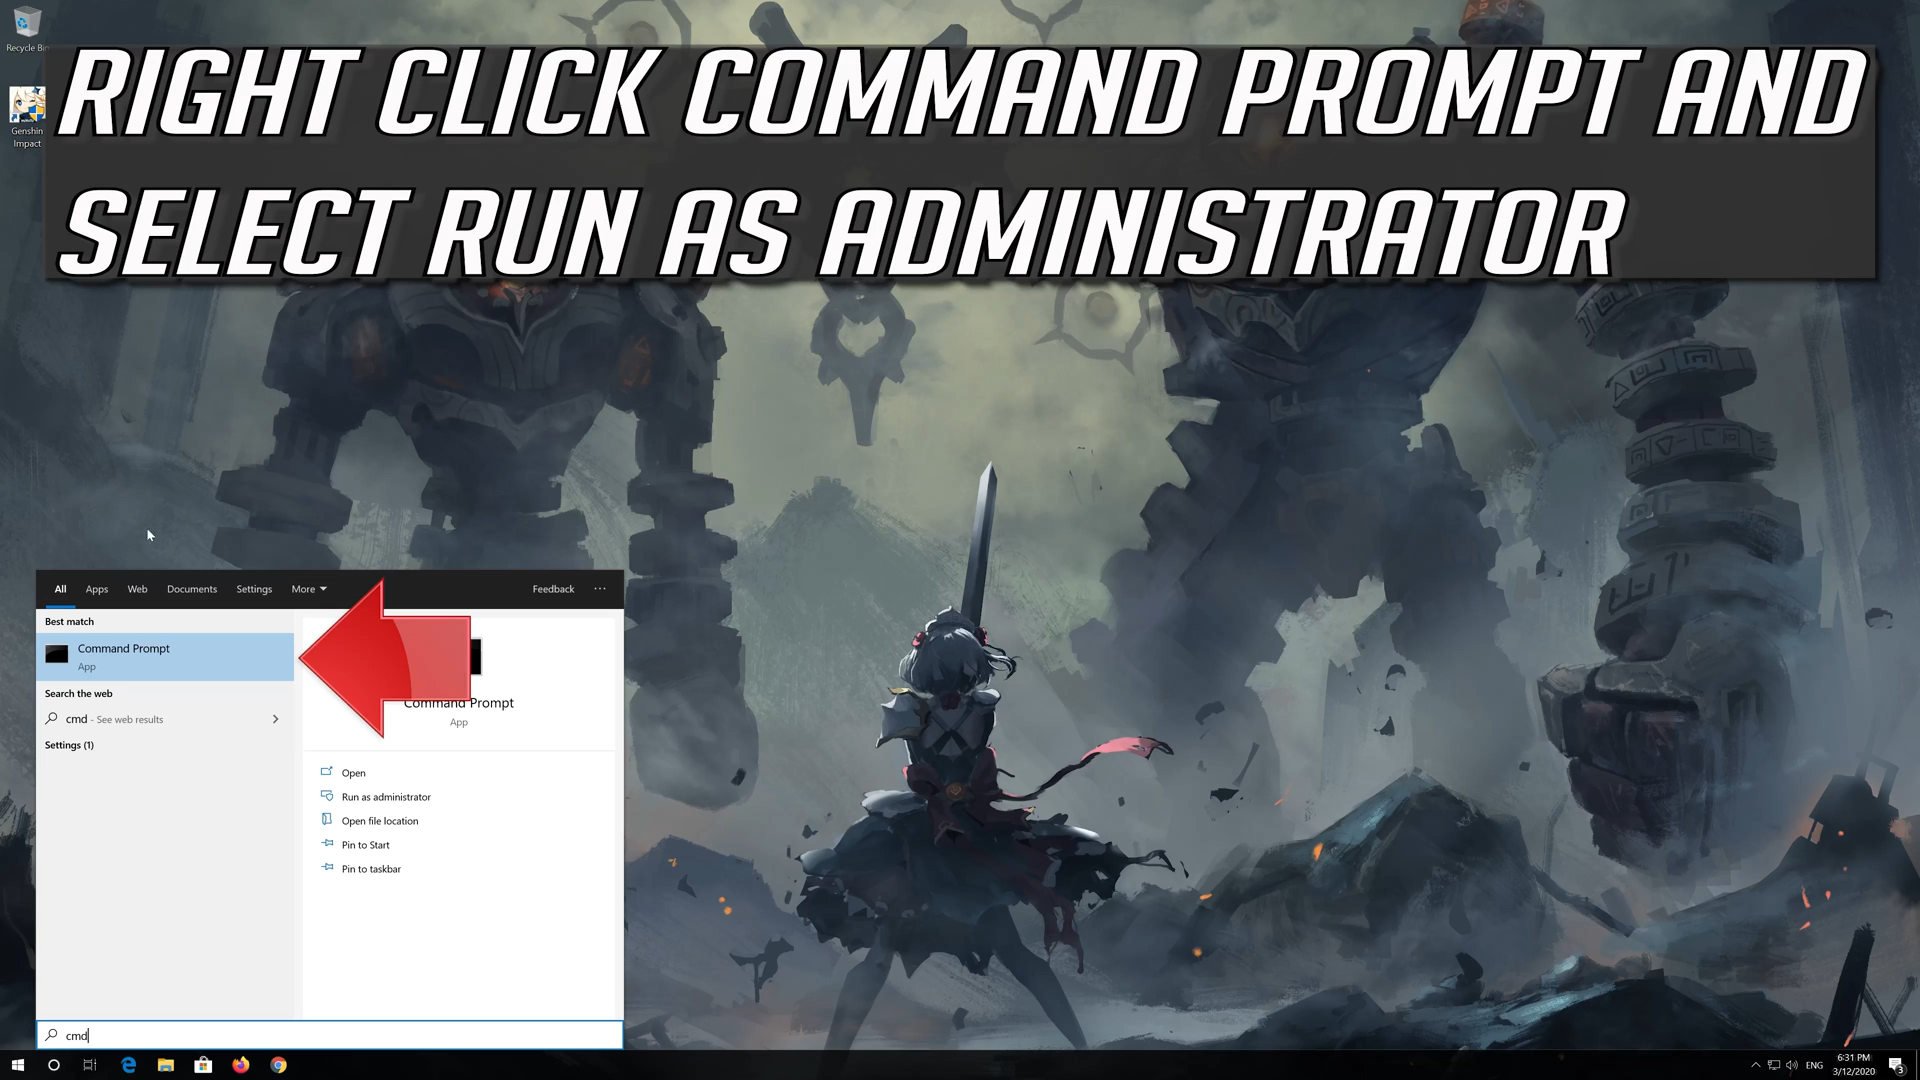 Recycle Bin
Genshin
Impact
RIGHT CLICK COMMAND PROMPT AND
SELECT RUN AS ADMINISTRATOR
All Apps Web Documents Settings More Feedback ...
Best match
Command Prompt
App
Search the web
cmd - See web results
Settings (1)
Command Prompt
App
Open
Run as administrator
Open file location
Pin to Start
Pin to taskbar
cmd
ENG
6:31 PM
3/12/2020
3